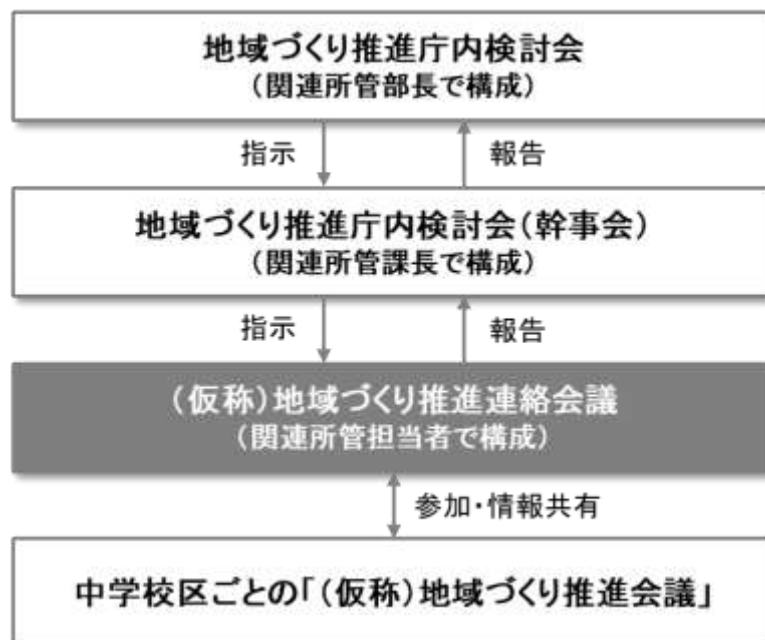 地域づくり推進庁内検討会
（関連所管部長で構成）
指示 報告
地域づくり推進庁内検討会（幹事会）
（関連所管課長で構成）
指示 報告
（仮称）地域づくり推進連絡会議
（関連所管担当者で構成）
参加・情報共有
中学校区ごとの「（仮称）地域づくり推進会議」